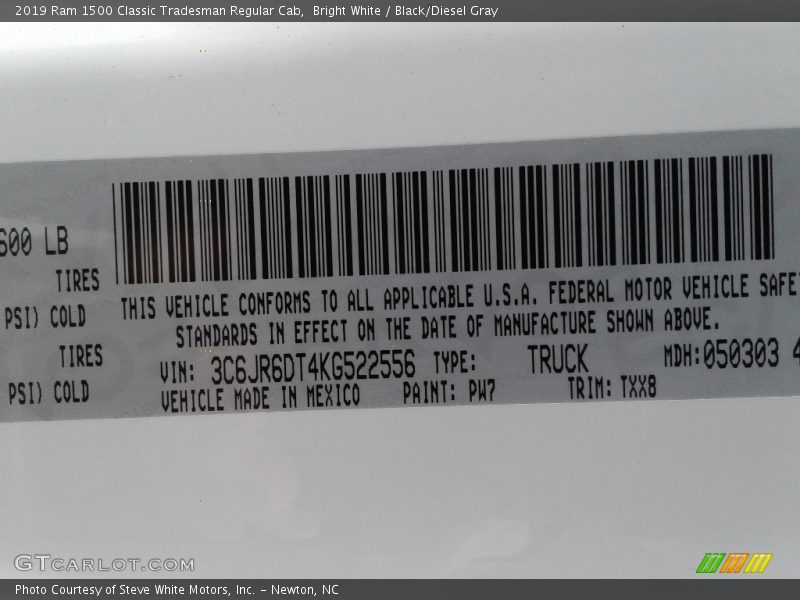 2019 Ram 1500 Classic Tradesman Regular Cab,  Bright White / Black/Diesel Gray
600 LB
TIRES
PSI) COLD
THIS VEHICLE CONFORMS TO ALL APPLICABLE U.S.A. FEDERAL MOTOR VEHICLE SAFE
STANDARDS IN EFFECT ON THE DATE OF MANUFACTURE SHOWN ABOVE.
TIRES
VIN: 3C6JR6DT4KG522556 TYPE: TRUCK MDH:050303 4
PSI) COLD
VEHICLE MADE IN MEXICO PAINT: PW7 TRIM: TXX8
GTCARLOT.COM
Photo Courtesy of Steve White Motors, Inc. – Newton, NC